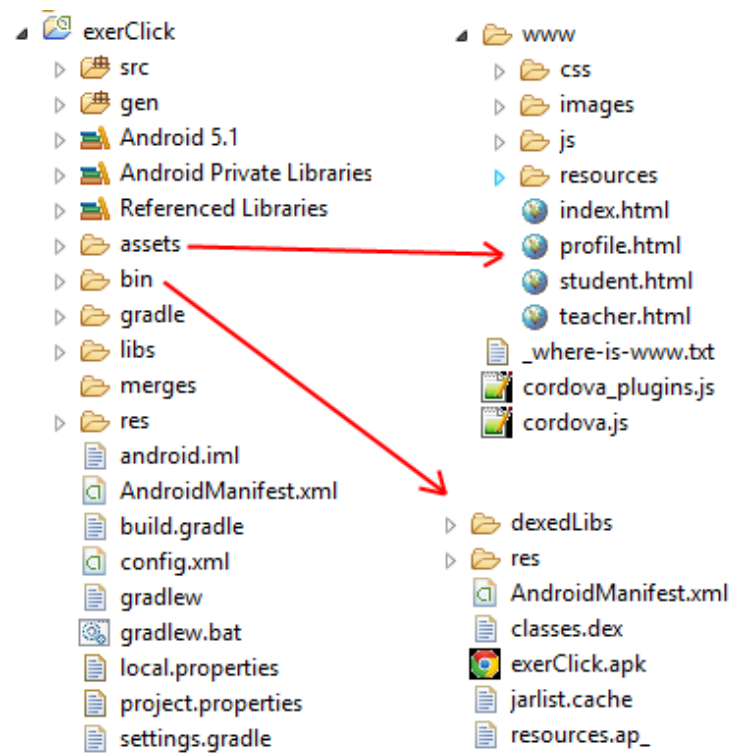 exerClick
src
gen
Android 5.1
Android Private Libraries
Referenced Libraries
assets
bin
gradle
libs
merges
res
android.iml
AndroidManifest.xml
build.gradle
config.xml
gradlew
gradlew.bat
local.properties
project.properties
settings.gradle
www
css
images
js
resources
index.html
profile.html
student.html
teacher.html
_where-is-www.txt
cordova_plugins.js
cordova.js
dexedLibs
res
AndroidManifest.xml
classes.dex
exerClick.apk
jarlist.cache
resources.ap_